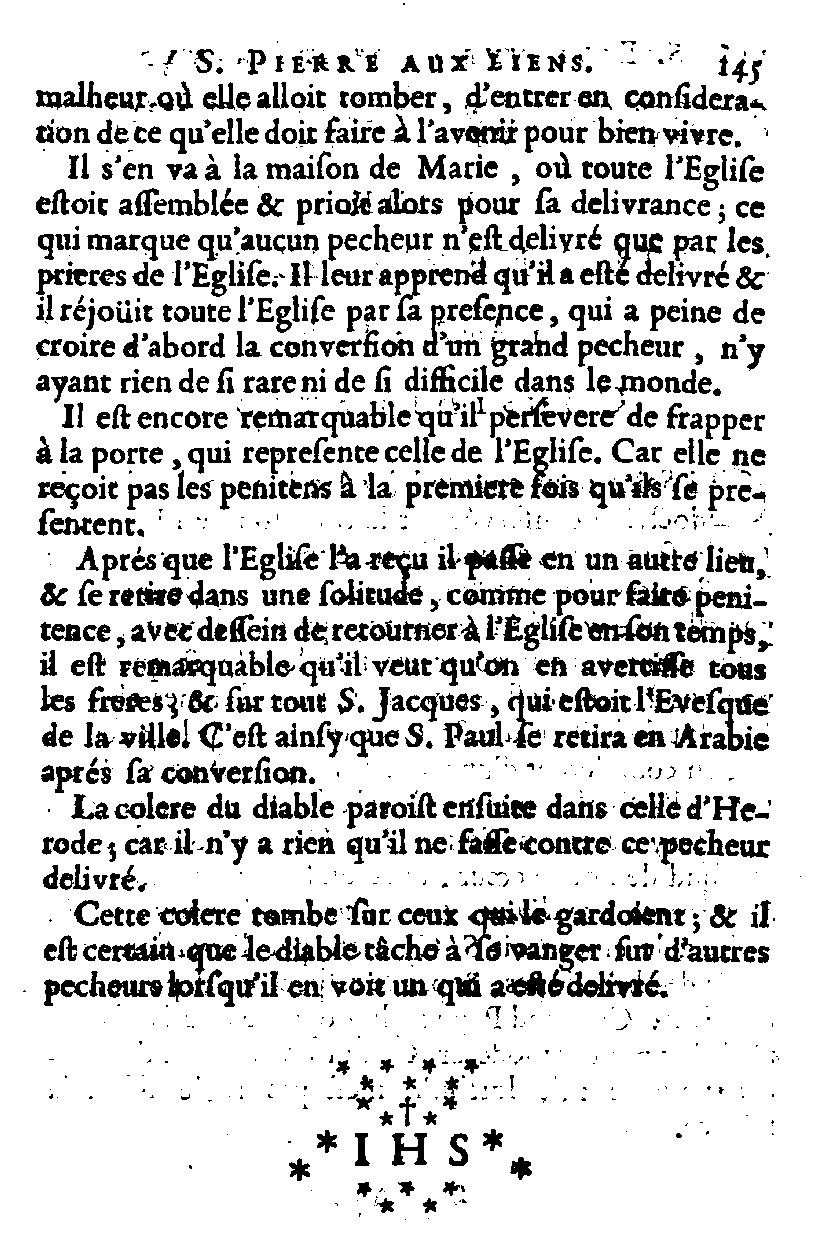 S. PIERRE AUX LIENS. 145
malheur où elle alloit tomber, d'entrer en conſidera-
tion de ce qu'elle doit faire à l'avenir pour bien vivre.
Il s'en va à la maiſon de Marie, où toute l'Egliſe
eſtoit aſſemblée & prioit alors pour ſa delivrance; ce
qui marque qu'aucun pecheur n'eſt delivré que par les
prieres de l'Egliſe. Il leur apprend qu'il a eſté delivré &
il réjoüit toute l'Egliſe par ſa preſence, qui a peine de
croire d'abord la converſion d'un grand pecheur, n'y
ayant rien de ſi rare ni de ſi difficile dans le monde.
Il eſt encore remarquable qu'il perſevere de frapper
à la porte, qui repreſente celle de l'Egliſe. Car elle ne
reçoit pas les penitens à la premiere fois qu'ils ſe pre-
ſentent.
Aprés que l'Egliſe l'a reçu il paſſe en un autre lieu,
& ſe retire dans une ſolitude, comme pour faire peni-
tence, avec deſſein de retourner à l'Egliſe en ſon temps,
il eſt remarquable qu'il veut qu'on en avertiſſe tous
les freres; & ſur tout S. Jacques, qui eſtoit l'Eveſque
de la ville. C'eſt ainſy que S. Paul ſe retira en Arabie
aprés ſa converſion.
La colere du diable paroiſt enſuite dans celle d'He-
rode; car il n'y a rien qu'il ne faſſe contre ce pecheur
delivré.
Cette colere tombe ſur ceux qui le gardoient; & il
eſt certain que le diable tâche à ſe vanger ſur d'autres
pecheurs lorſqu'il en voit un qui a eſté delivré.
* I H S *